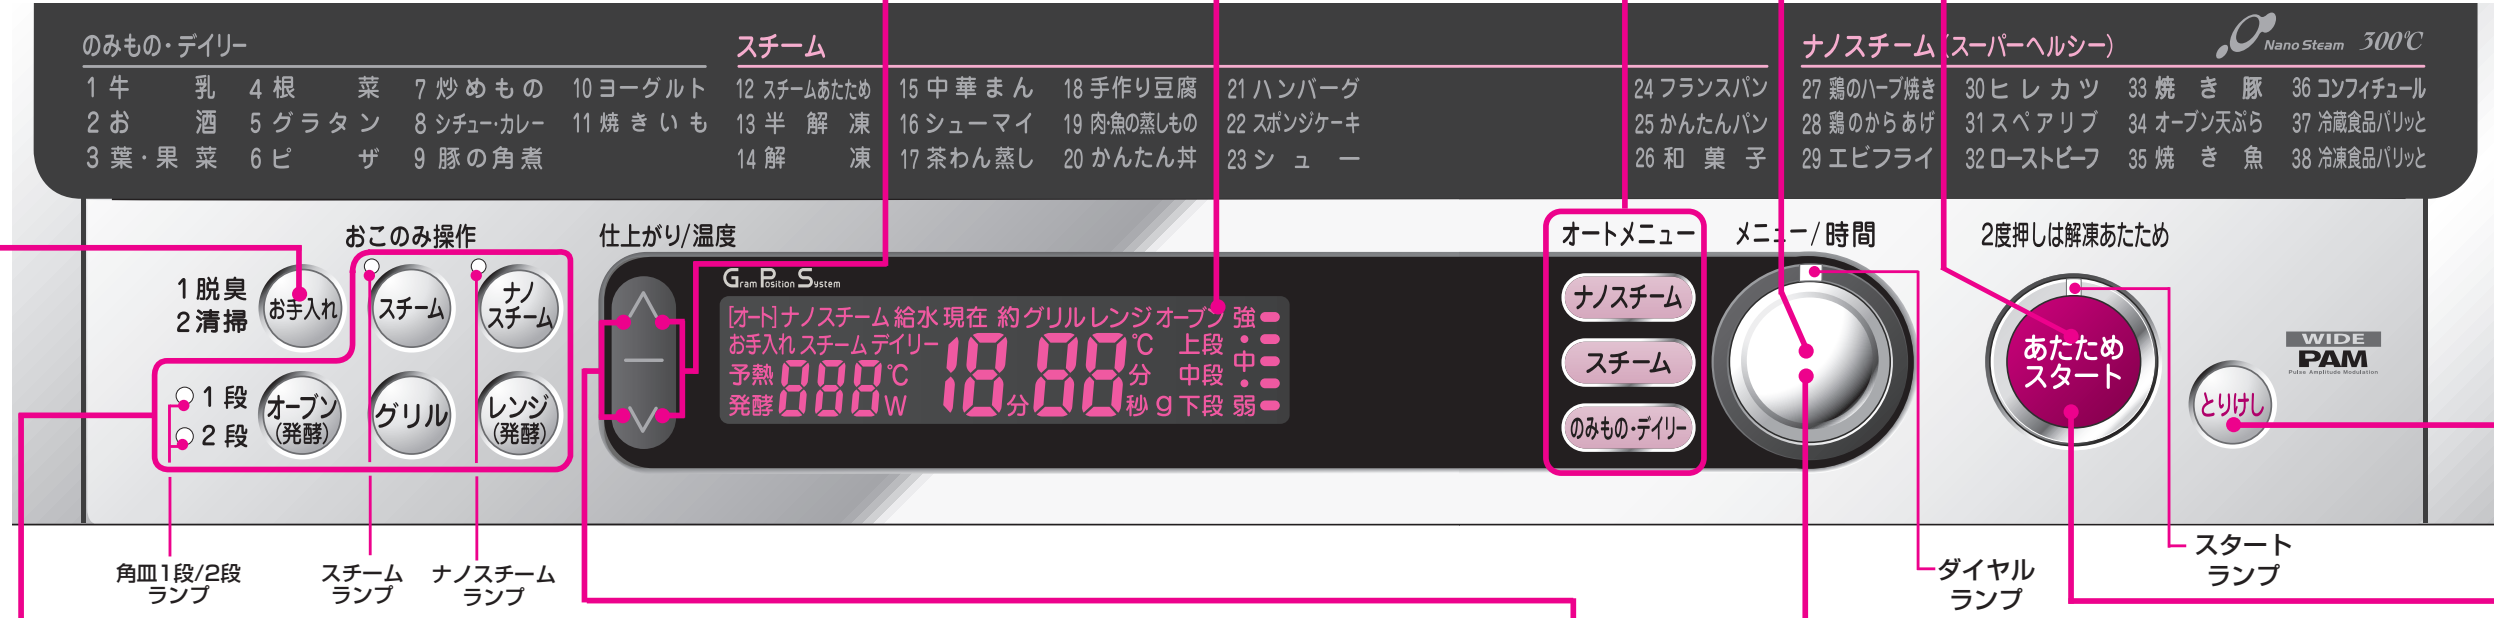 のみもの・デイリー
スチーム
ナノスチーム（スーパーヘルシー）
Nano Steam 300℃
1 牛乳 4 根菜 7 炒めもの 10 ヨーグルト 12 スチームあたため 15 中華まん 18 手作り豆腐 21 ハンバーグ 24 フランスパン 27 鶏のハーブ焼き 30 ヒレカツ 33 焼き豚 36 コンフィチュール
2 お酒 5 グラタン 8 シチュー・カレー 11 焼きいも 13 半解凍 16 シューマイ 19 肉・魚の蒸しもの 22 スポンジケーキ 25 かんたんパン 28 鶏のからあげ 31 スペアリブ 34 オーブン天ぷら 37 冷蔵食品パリッと
3 葉・果菜 6 ピザ 9 豚の角煮 14 解凍 17 茶わん蒸し 20 かんたん丼 23 シュー 26 和菓子 29 エビフライ 32 ローストビーフ 35 焼き魚 38 冷凍食品パリッと
おこのみ操作
仕上がり/温度
オートメニュー
メニュー/時間
2度押しは解凍あたため
1 脱臭
2 清掃
お手入れ
スチーム
ナノ
スチーム
1 段
2 段
オーブン
(発酵)
グリル
レンジ
(発酵)
Gram Position System
[オート] ナノスチーム 給水 現在 約 グリル レンジ オーブン 強
お手入れ スチーム デイリー 18:88 ℃ 上段
予熱 888 ℃ 分 中段 中
発酵 W 分 秒 g 下段 弱
ナノスチーム
スチーム
のみもの・デイリー
あたため
スタート
WIDE
PAM
Pulse Amplitude Modulation
とりけし
角皿1段/2段
ランプ
スチーム
ランプ
ナノスチーム
ランプ
ダイヤル
ランプ
スタート
ランプ